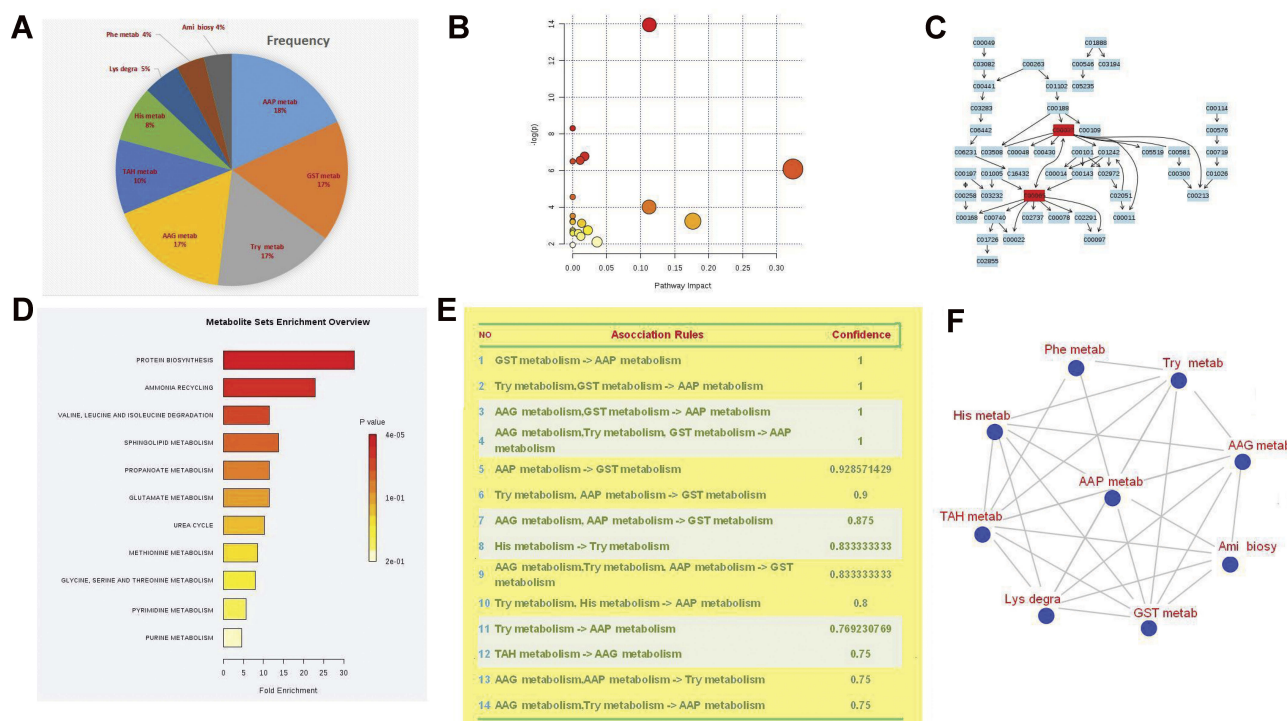 A
Frequency
Ami biosy 4%
Phe metab 4%
Lys degra 5%
His metab
8%
TAH metab
10%
AAG metab
17%
Try metab
17%
GST metab
17%
AAP metab
18%
B
-log(p)
14
12
10
8
6
4
2
0.00 0.05 0.10 0.15 0.20 0.25 0.30
Pathway Impact
C
C00049 C01888
C03082 C00263 C00546 C03194
C00441 C01102 C05235
C03283 C00188 C00114
C06442 C00109 C00576
C06231 C03508 C00048 C00430 C00101 C01242 C05519 C00581 C00719
C00197 C01005 C16432 C00014 C00143 C02972 C00300 C01026
C00258 C03232 C02051 C00213
C00168 C00740 C02737 C00078 C02291 C00011
C01726 C00022 C00097
C02855
D
Metabolite Sets Enrichment Overview
PROTEIN BIOSYNTHESIS
AMMONIA RECYCLING
VALINE, LEUCINE AND ISOLEUCINE DEGRADATION
SPHINGOLIPID METABOLISM
PROPANOATE METABOLISM
GLUTAMATE METABOLISM
UREA CYCLE
METHIONINE METABOLISM
GLYCINE, SERINE AND THREONINE METABOLISM
PYRIMIDINE METABOLISM
PURINE METABOLISM
0 5 10 15 20 25 30
Fold Enrichment
P value
4e-05
1e-01
2e-01
E
NO Asocciation Rules Confidence
1 GST metabolism -> AAP metabolism 1
2 Try metabolism.GST metabolism -> AAP metabolism 1
3 AAG metabolism,GST metabolism -> AAP metabolism 1
4 AAG metabolism,Try metabolism, GST metabolism -> AAP
metabolism 1
5 AAP metabolism -> GST metabolism 0.928571429
6 Try metabolism, AAP metabolism -> GST metabolism 0.9
7 AAG metabolism, AAP metabolism -> GST metabolism 0.875
8 His metabolism -> Try metabolism 0.833333333
9 AAG metabolism,Try metabolism, AAP metabolism -> GST
metabolism 0.833333333
10 Try metabolism, His metabolism -> AAP metabolism 0.8
11 Try metabolism -> AAP metabolism 0.769230769
12 TAH metabolism -> AAG metabolism 0.75
13 AAG metabolism,AAP metabolism -> Try metabolism 0.75
14 AAG metabolism,Try metabolism -> AAP metabolism 0.75
F
Phe metab
Try metab
His metab
AAG metab
AAP metab
TAH metab
Ami biosy
Lys degra
GST metab